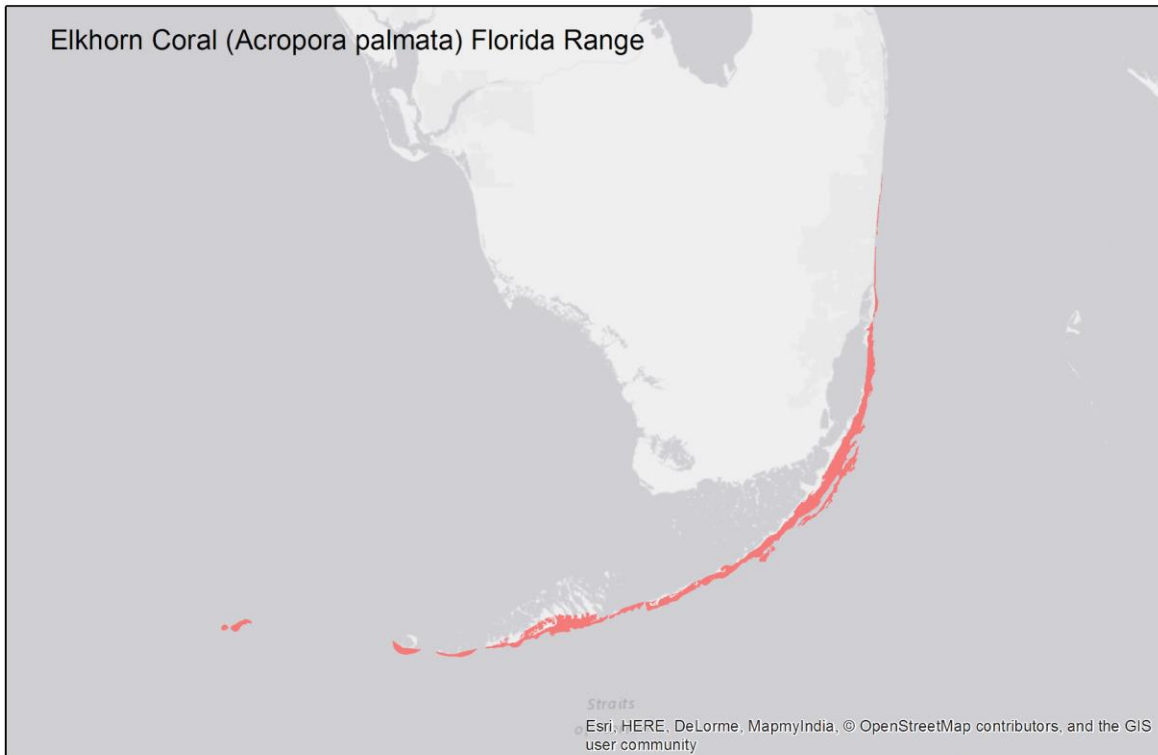 Elkhorn Coral (Acropora palmata) Florida Range
Straits
Esri, HERE, DeLorme, MapmyIndia, © OpenStreetMap contributors, and the GIS
user community